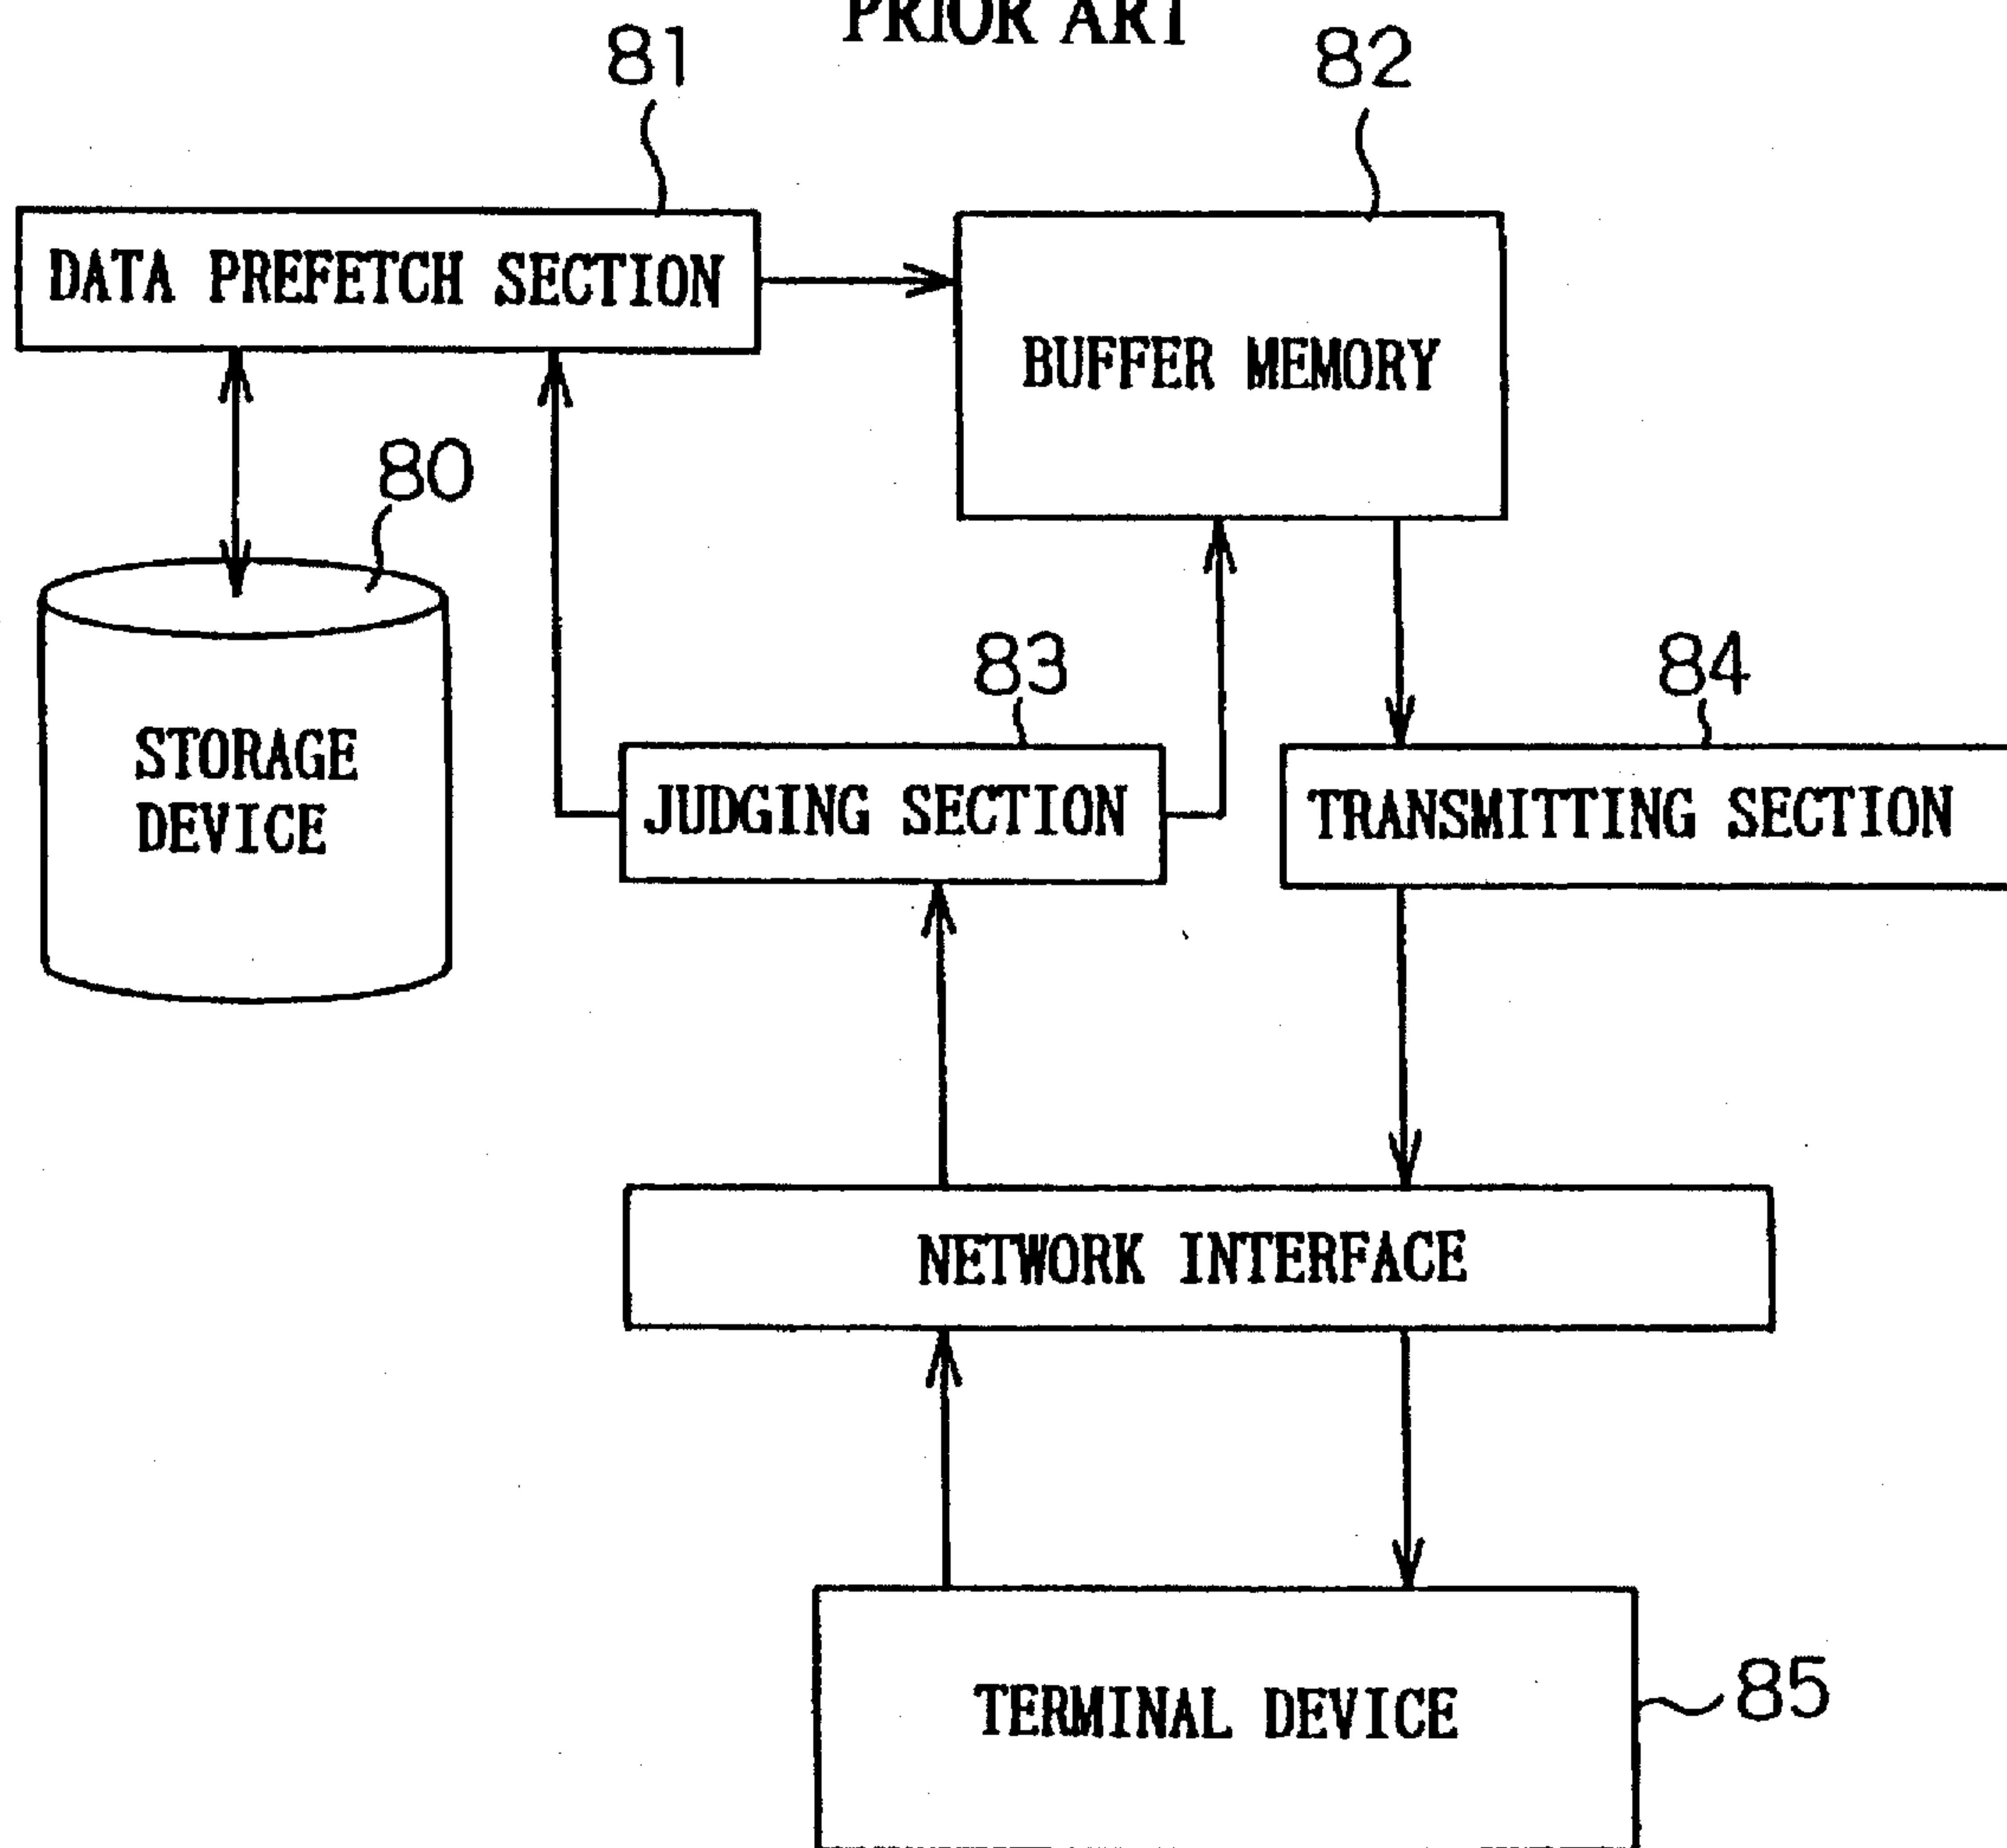 PRIOR ART
81
82
DATA PREFETCH SECTION
BUFFER MEMORY
80
83
84
STORAGE
DEVICE
JUDGING SECTION
TRANSMITTING SECTION
NETWORK INTERFACE
TERMINAL DEVICE
85